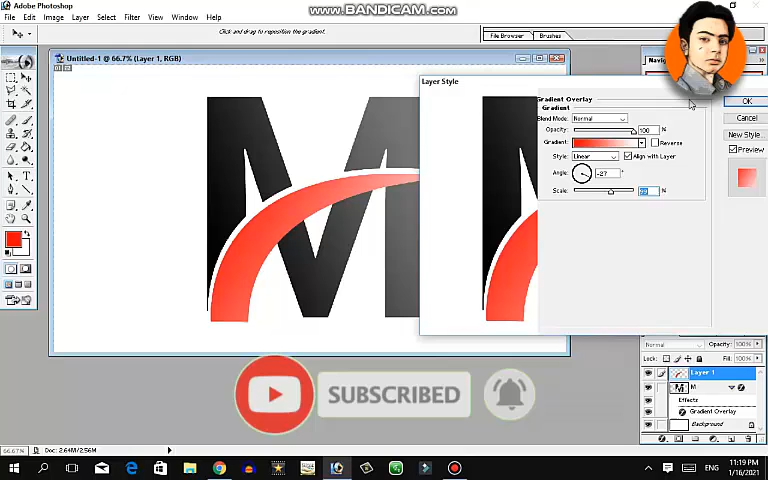 www.BANDICAM.com
Adobe Photoshop
File Edit Image Layer Select Filter View Window Help
Click and drag to reposition the gradient.
File Browser
Brushes
Untitled-1 @ 66.7% (Layer 1, RGB)
Layer Style
Gradient Overlay
Gradient
Blend Mode: Normal
Opacity: 100 %
Gradient: Reverse
Style: Linear Align with Layer
Angle: -27 °
Scale: %
OK
Cancel
New Style...
Preview
M
Normal Opacity: 100%
Lock: Fill: 100%
Layer 1
M M
Effects
Gradient Overlay
Background
SUBSCRIBED
66.67% Doc: 2.64M/2.56M
ENG
11:19 PM
1/16/2021